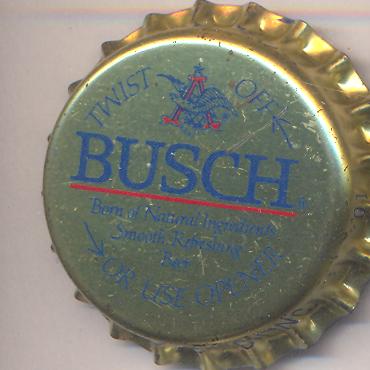 TWIST OFF
A
BUSCH
Born of Natural Ingredients
Smooth Refreshing
Beer
OR USE OPENER